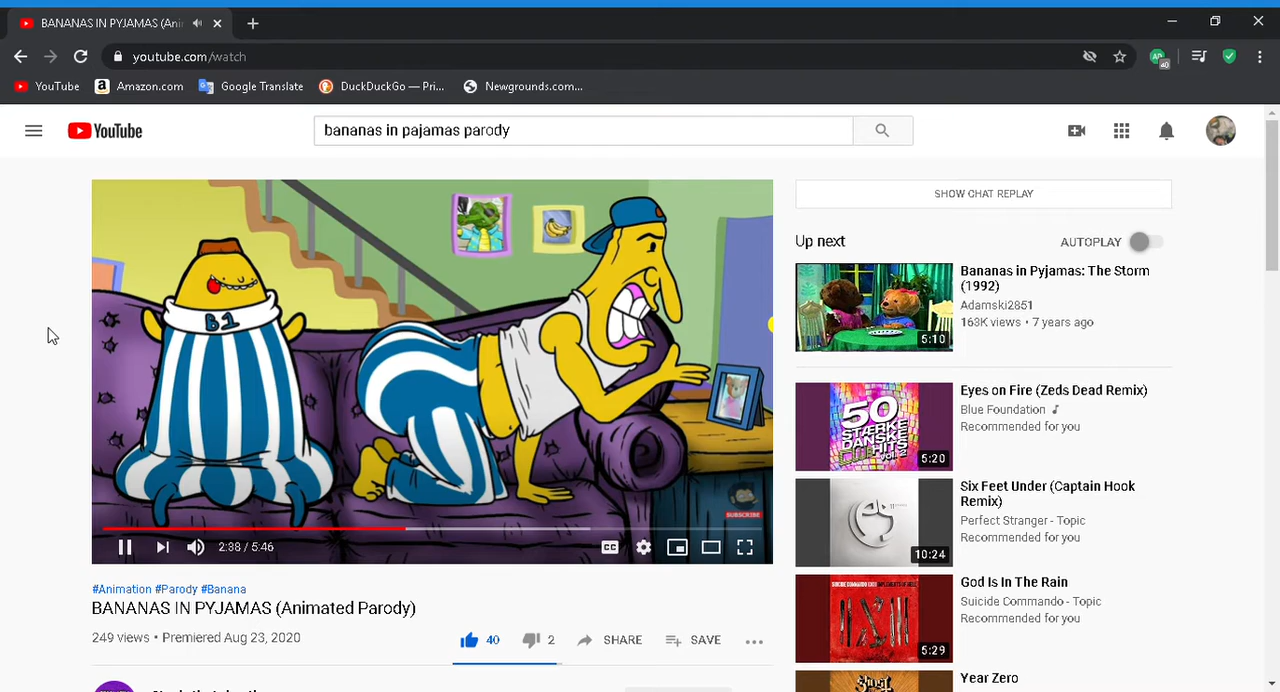 BANANAS IN PYJAMAS (Ani
youtube.com/watch
40
YouTube
Amazon.com
Google Translate
DuckDuckGo — Pri...
Newgrounds.com...
YouTube
bananas in pajamas parody
B1
SUBSCRIBE
2:38 / 5:46
CC
#Animation #Parody #Banana
BANANAS IN PYJAMAS (Animated Parody)
249 views • Premiered Aug 23, 2020
40
2
SHARE
SAVE
SHOW CHAT REPLAY
Up next
AUTOPLAY
5:10
Bananas in Pyjamas: The Storm
(1992)
Adamski2851
163K views • 7 years ago
50
STÆRKE
DANSKE
HITS
VOL. 2
5:20
Eyes on Fire (Zeds Dead Remix)
Blue Foundation
Recommended for you
10:24
Six Feet Under (Captain Hook
Remix)
Perfect Stranger - Topic
Recommended for you
5:29
God Is In The Rain
Suicide Commando - Topic
Recommended for you
Year Zero